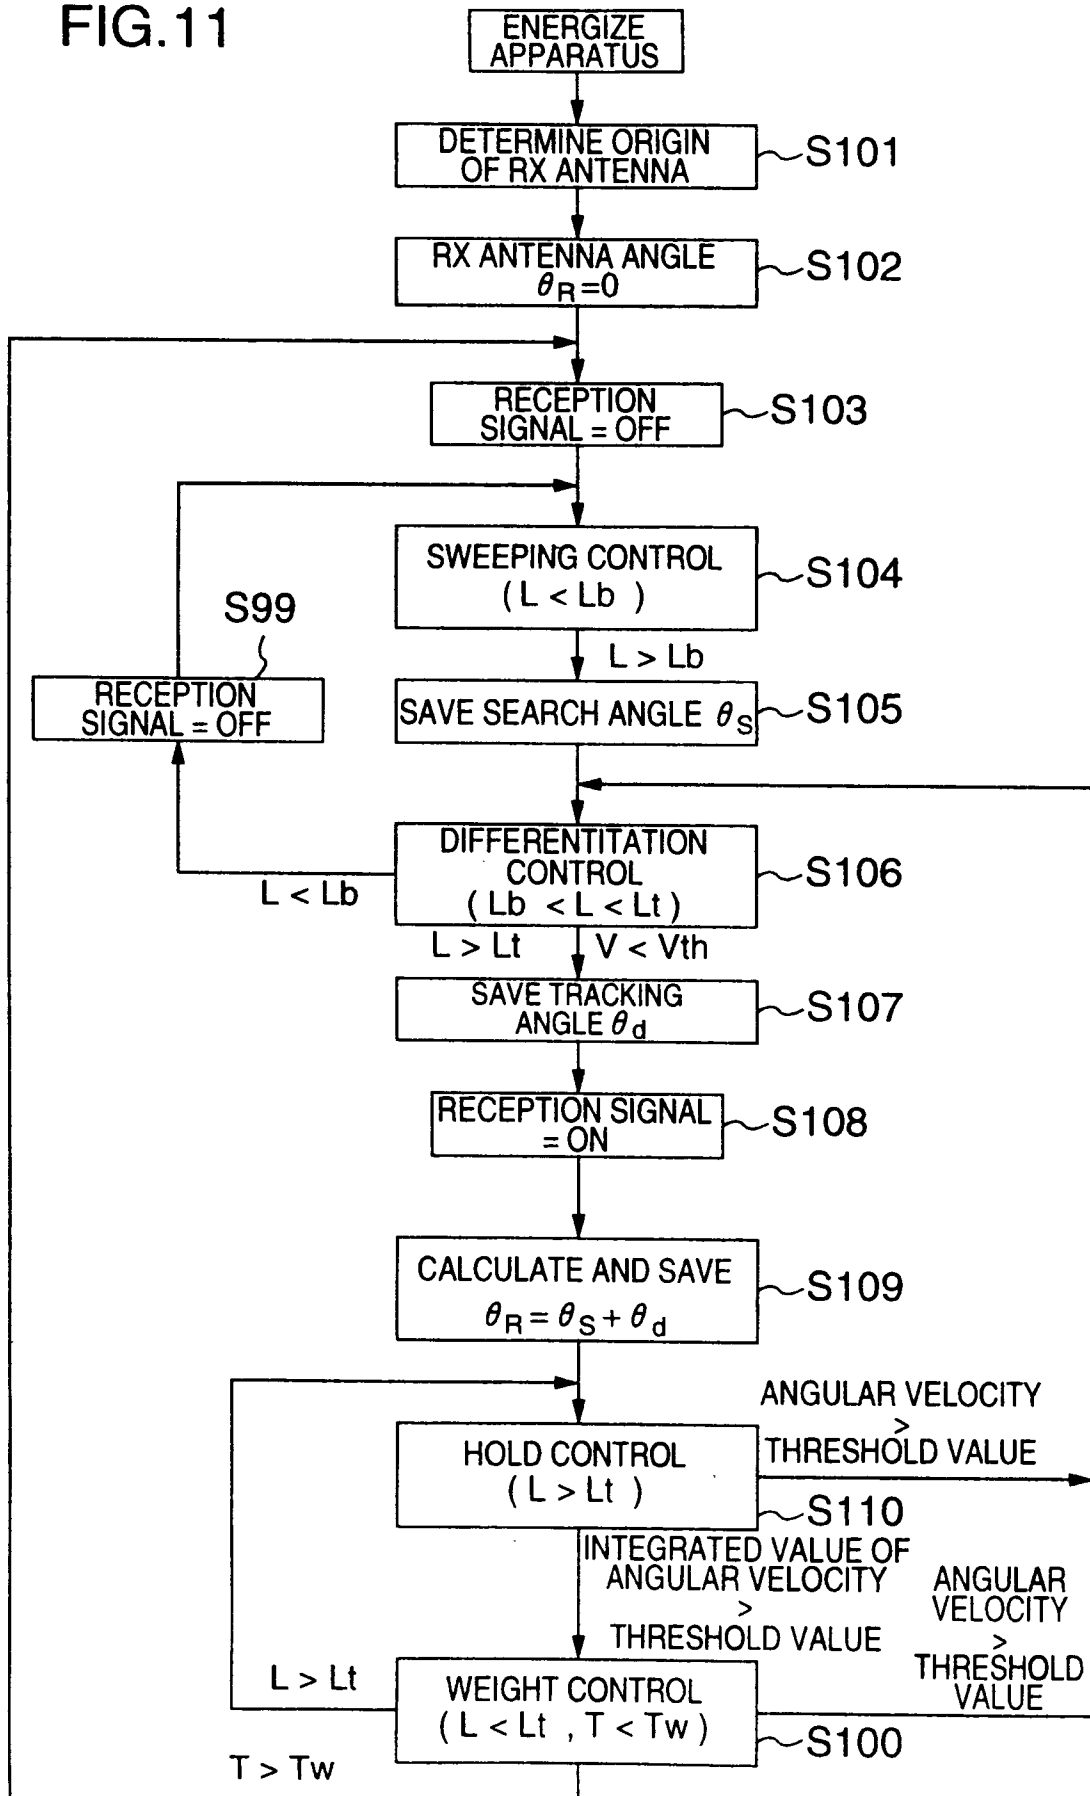 FIG.11
ENERGIZE
APPARATUS
DETERMINE ORIGIN
OF RX ANTENNA
S101
RX ANTENNA ANGLE
θR=0
S102
RECEPTION
SIGNAL = OFF
S103
SWEEPING CONTROL
( L < Lb )
S104
S99
L > Lb
RECEPTION
SIGNAL = OFF
SAVE SEARCH ANGLE θS
S105
DIFFERENTITATION
CONTROL
( Lb < L < Lt )
S106
L < Lb
L > Lt V < Vth
SAVE TRACKING
ANGLE θd
S107
RECEPTION SIGNAL
= ON
S108
CALCULATE AND SAVE
θR = θS + θd
S109
ANGULAR VELOCITY
>
THRESHOLD VALUE
HOLD CONTROL
( L > Lt )
S110
INTEGRATED VALUE OF
ANGULAR VELOCITY
>
THRESHOLD VALUE
ANGULAR
VELOCITY
>
THRESHOLD
VALUE
L > Lt
WEIGHT CONTROL
( L < Lt , T < Tw )
S100
T > Tw